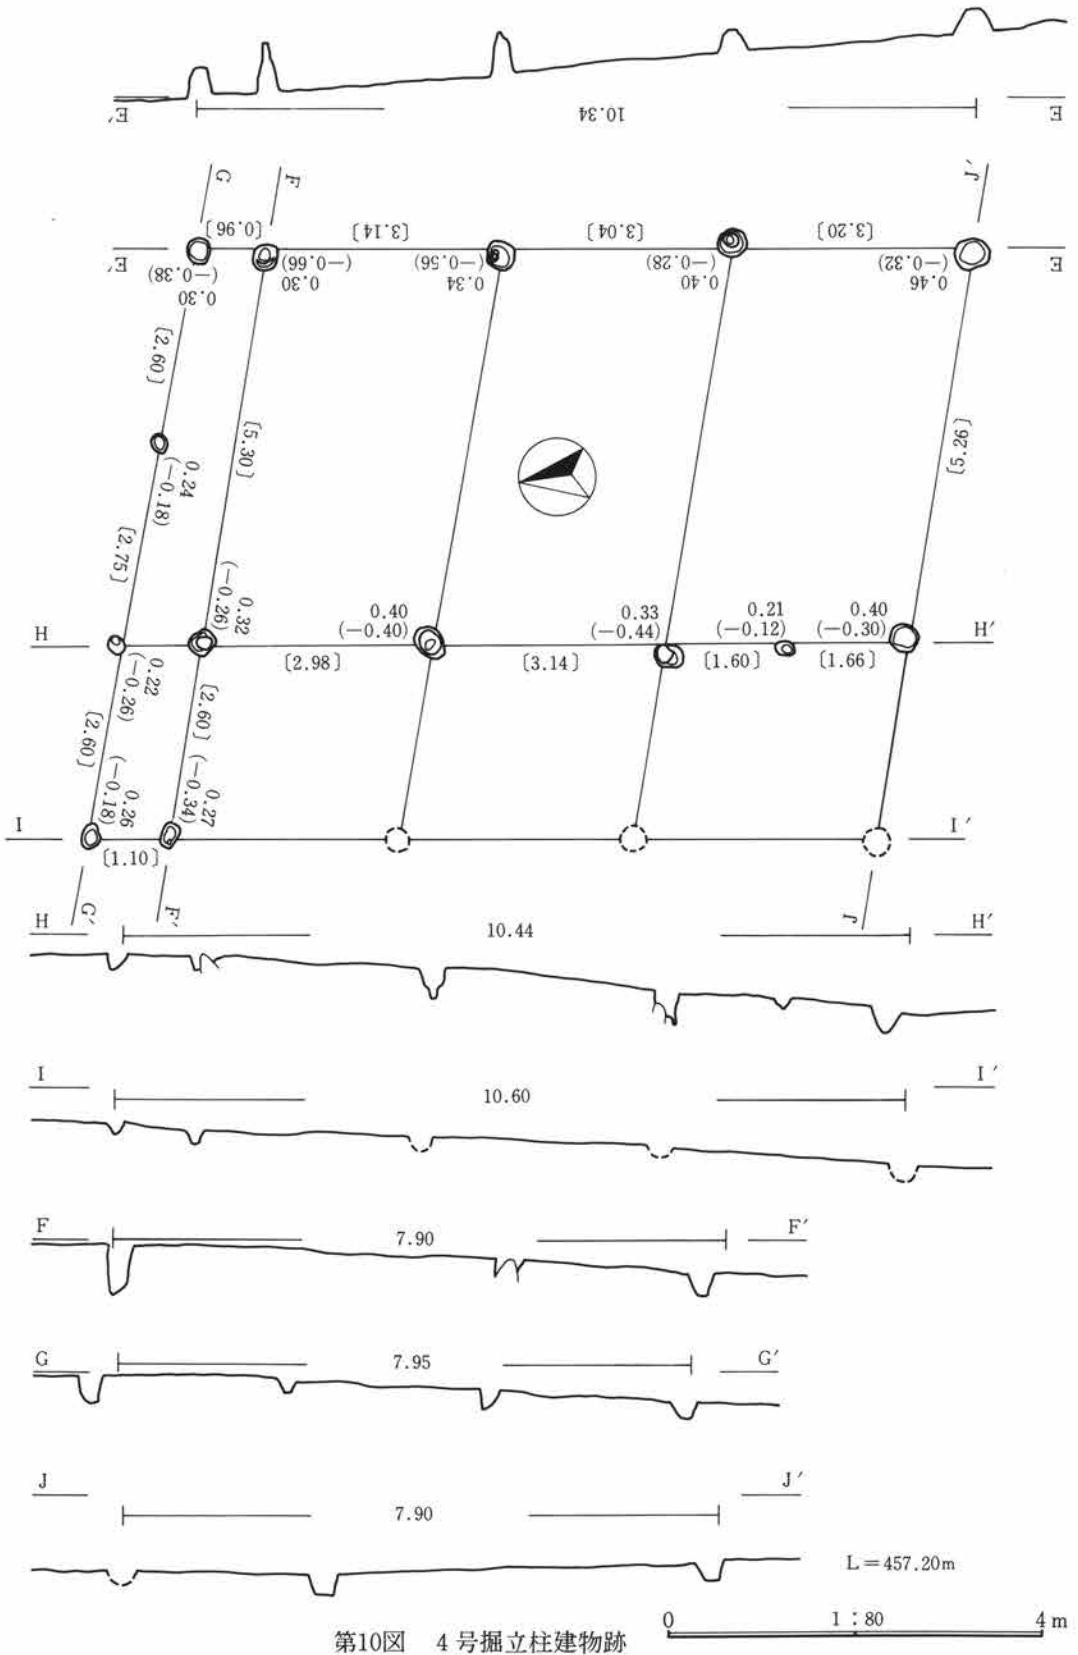 E′ 10.34 E
G F J′
E′ [0.96] [3.14] [3.04] [3.20] E
0.30 (−0.38)
0.30 (−0.66)
0.34 (−0.56)
0.40 (−0.28)
0.46 (−0.32)
[2.60]
[5.30]
[5.26]
0.24
(−0.18)
[2.75]
0.32
(−0.26)
0.40
(−0.40)
0.33
(−0.44)
0.21
(−0.12)
0.40
(−0.30)
H H′
[2.98] [3.14] [1.60] [1.66]
0.22
(−0.26)
[2.60]
[2.60]
0.26
(−0.18)
0.27
(−0.34)
I I′
[1.10]
G′ F′ J
H 10.44 H′
I 10.60 I′
F 7.90 F′
G 7.95 G′
J 7.90 J′
L=457.20m
0 1:80 4m
第10図 4号掘立柱建物跡